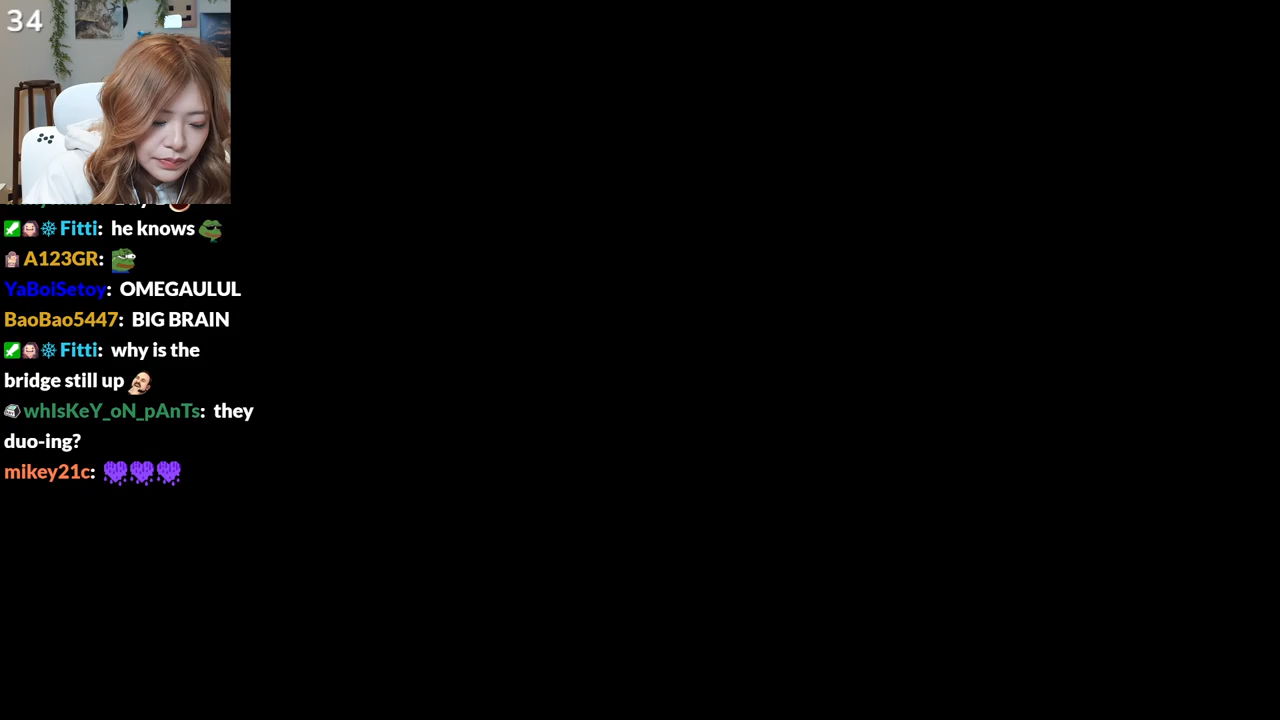 34
Fitti: he knows
A123GR:
YaBoiSetoy: OMEGAULUL
BaoBao5447: BIG BRAIN
Fitti: why is the
bridge still up
whIsKeY_oN_pAnTs: they
duo-ing?
mikey21c: